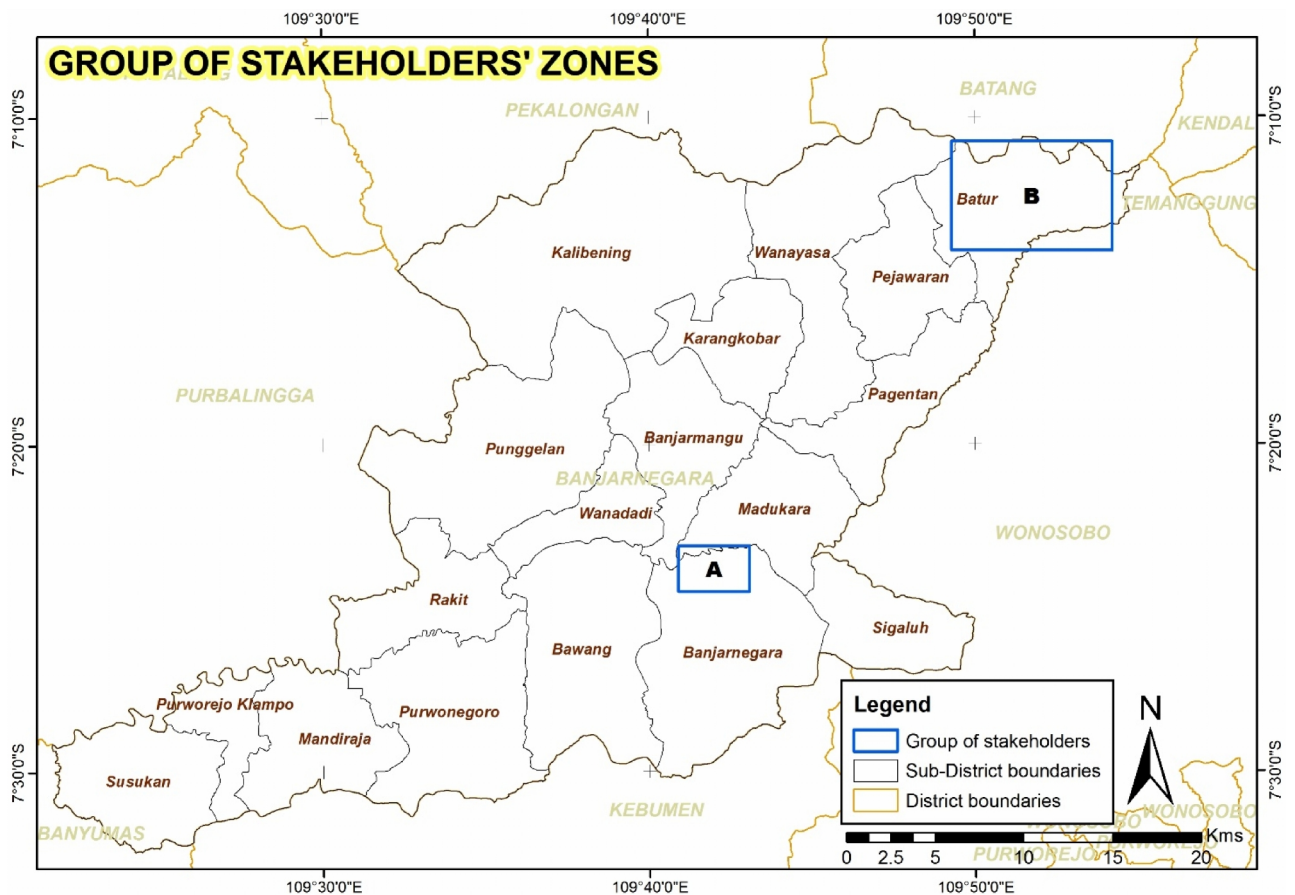 109°30'0"E
109°40'0"E
109°50'0"E
GROUP OF STAKEHOLDERS' ZONES
BATANG
PEKALONGAN
7°10'0"S
7°10'0"S
KENDAL
Batur
B
TEMANGGUNG
Kalibening
Wanayasa
Pejawaran
Karangkobar
PURBALINGGA
Pagentan
Banjarmangu
7°20'0"S
Punggelan
7°20'0"S
BANJARNEGARA
Wanadadi
Madukara
WONOSOBO
A
Rakit
Sigaluh
Bawang
Banjarnegara
Purworejo Klampo
Purwonegoro
Mandiraja
Susukan
7°30'0"S
7°30'0"S
Legend
Group of stakeholders
Sub-District boundaries
District boundaries
N
KEBUMEN
BANYUMAS
WONOSOBO
WONOSOBO
PURWOREJO
PURWOREJO
Kms
0 2.5 5 10 15 20
109°30'0"E
109°40'0"E
109°50'0"E